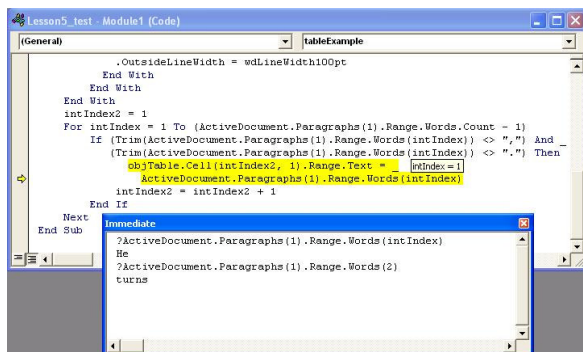 Lesson5_test - Module1 (Code)
(General) tableExample
.OutsideLineWidth = wdLineWidth100pt
End With
End With
End With
intIndex2 = 1
For intIndex = 1 To (ActiveDocument.Paragraphs(1).Range.Words.Count - 1)
If (Trim(ActiveDocument.Paragraphs(1).Range.Words(intIndex)) <> ",") And _
(Trim(ActiveDocument.Paragraphs(1).Range.Words(intIndex)) <> ".") Then
objTable.Cell(intIndex2, 1).Range.Text = _ intIndex = 1
ActiveDocument.Paragraphs(1).Range.Words(intIndex)
intIndex2 = intIndex2 + 1
End If
Next
End Sub
Immediate
?ActiveDocument.Paragraphs(1).Range.Words(intIndex)
He
?ActiveDocument.Paragraphs(1).Range.Words(2)
turns